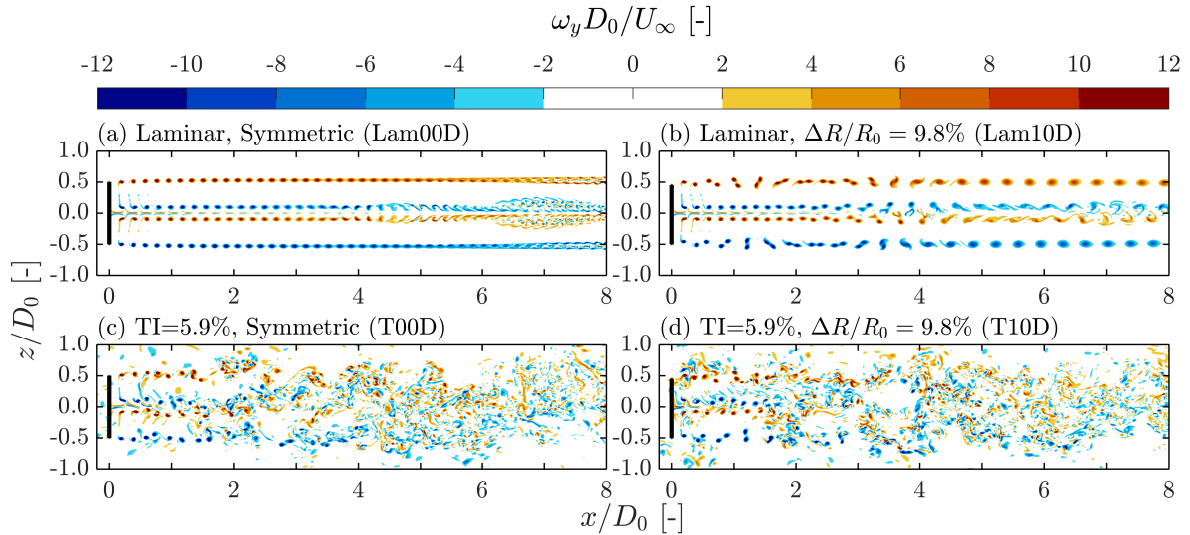 ω_y D_0/U_∞ [-]
-12 -10 -8 -6 -4 -2 0 2 4 6 8 10 12
(a) Laminar, Symmetric (Lam00D)
1.0
0.5
0.0
-0.5
-1.0
0 2 4 6 8
(b) Laminar, ΔR/R_0 = 9.8% (Lam10D)
1.0
0.5
0.0
-0.5
-1.0
0 2 4 6 8
z/D_0 [-]
(c) TI=5.9%, Symmetric (T00D)
1.0
0.5
0.0
-0.5
-1.0
0 2 4 6 8
(d) TI=5.9%, ΔR/R_0 = 9.8% (T10D)
1.0
0.5
0.0
-0.5
-1.0
0 2 4 6 8
x/D_0 [-]